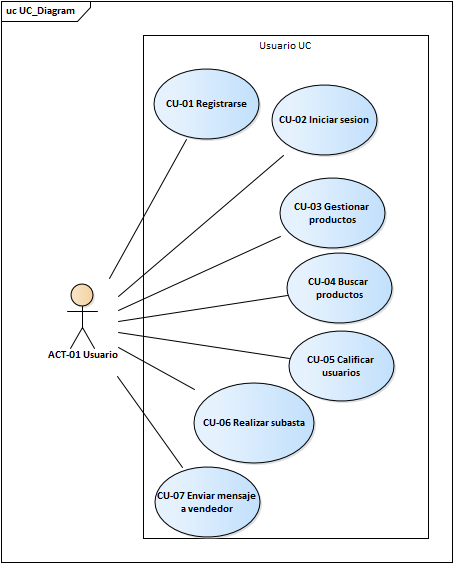 uc UC_Diagram
Usuario UC
CU-01 Registrarse
CU-02 Iniciar sesion
CU-03 Gestionar
productos
CU-04 Buscar
productos
ACT-01 Usuario
CU-05 Calificar
usuarios
CU-06 Realizar subasta
CU-07 Enviar mensaje
a vendedor